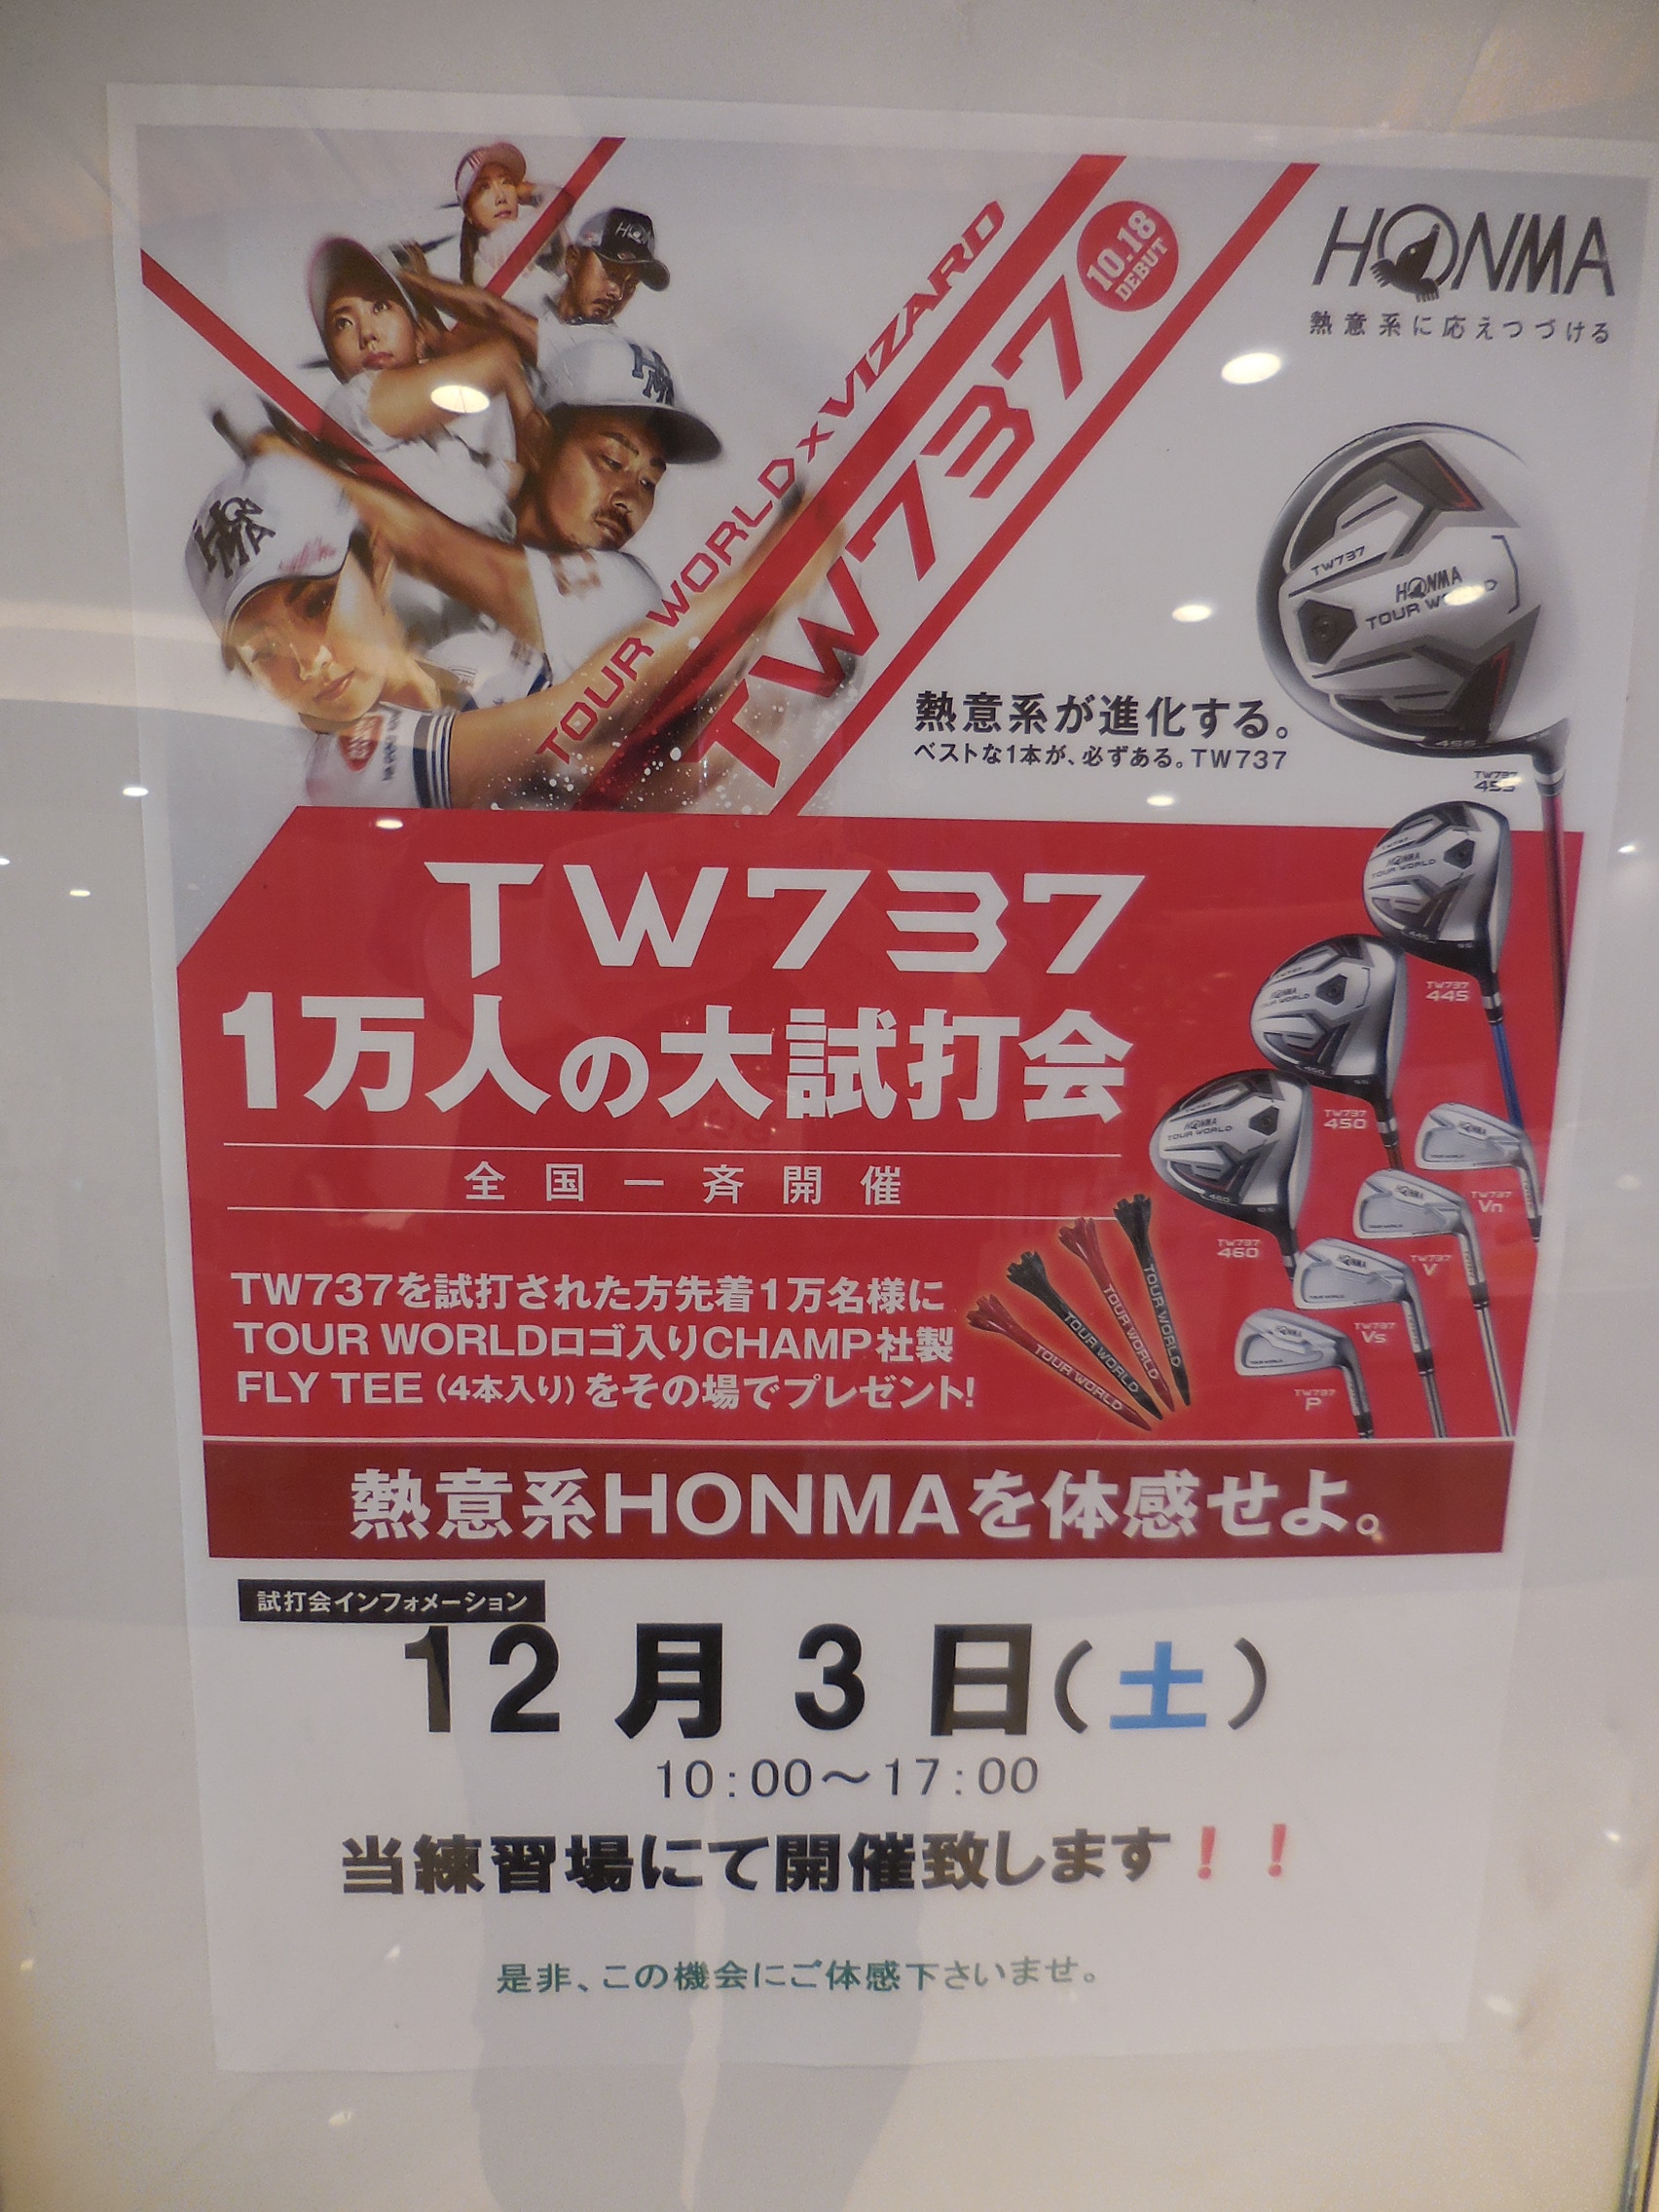 HONMA
熱意系に応えつづける
10.18
DEBUT
TOUR WORLD×VIZARD
TW737
TW737
HONMA
TOUR WORLD
455
熱意系が進化する。
ベストな1本が、必ずある。TW737
TW737
455
TW737
1万人の大試打会
全国一斉開催
TW737
445
TW737
450
TW737
460
TW737
Vn
TW737
V
TW737
Vs
TW737
P
TW737を試打された方先着1万名様に
TOUR WORLDロゴ入りCHAMP社製
FLY TEE（4本入り）をその場でプレゼント!
TOUR WORLD
TOUR WORLD
TOUR WORLD
TOUR WORLD
熱意系HONMAを体感せよ。
試打会インフォメーション
12月3日（土）
10:00～17:00
当練習場にて開催致します！！
是非、この機会にご体感下さいませ。